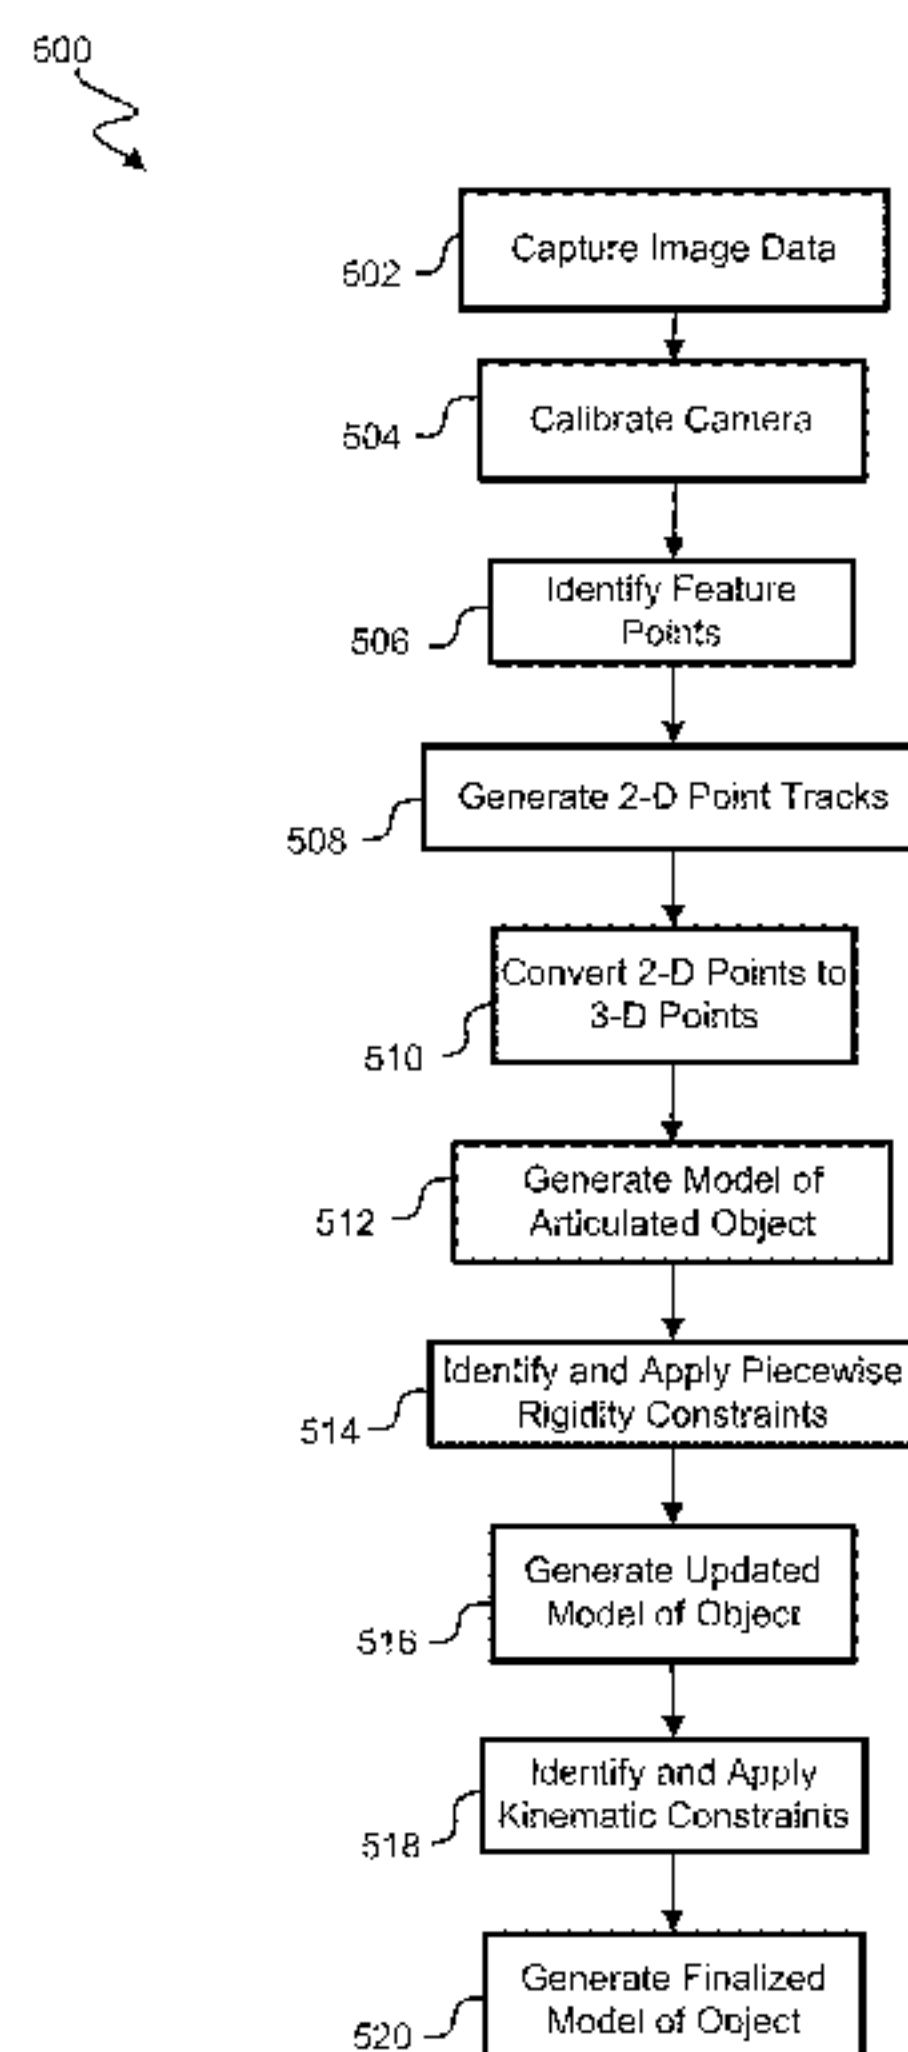 500
Capture Image Data
502
Calibrate Camera
504
Identify Feature
Points
506
Generate 2-D Point Tracks
508
Convert 2-D Points to
3-D Points
510
Generate Model of
Articulated Object
512
Identify and Apply Piecewise
Rigidity Constraints
514
Generate Updated
Model of Object
516
Identify and Apply
Kinematic Constraints
518
Generate Finalized
Model of Object
520